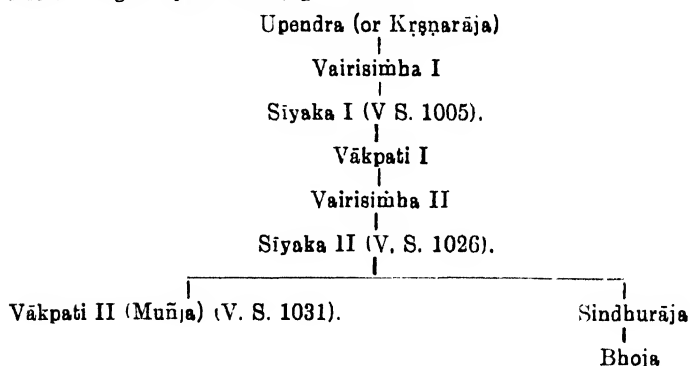 Upendra (or Kṛṣṇarāja)
Vairisiṁha I
Sīyaka I (V S. 1005).
Vākpati I
Vairisiṁha II
Sīyaka II (V. S. 1026).
Vākpati II (Muñja) (V. S. 1031). Sindhurāja
Bhoja